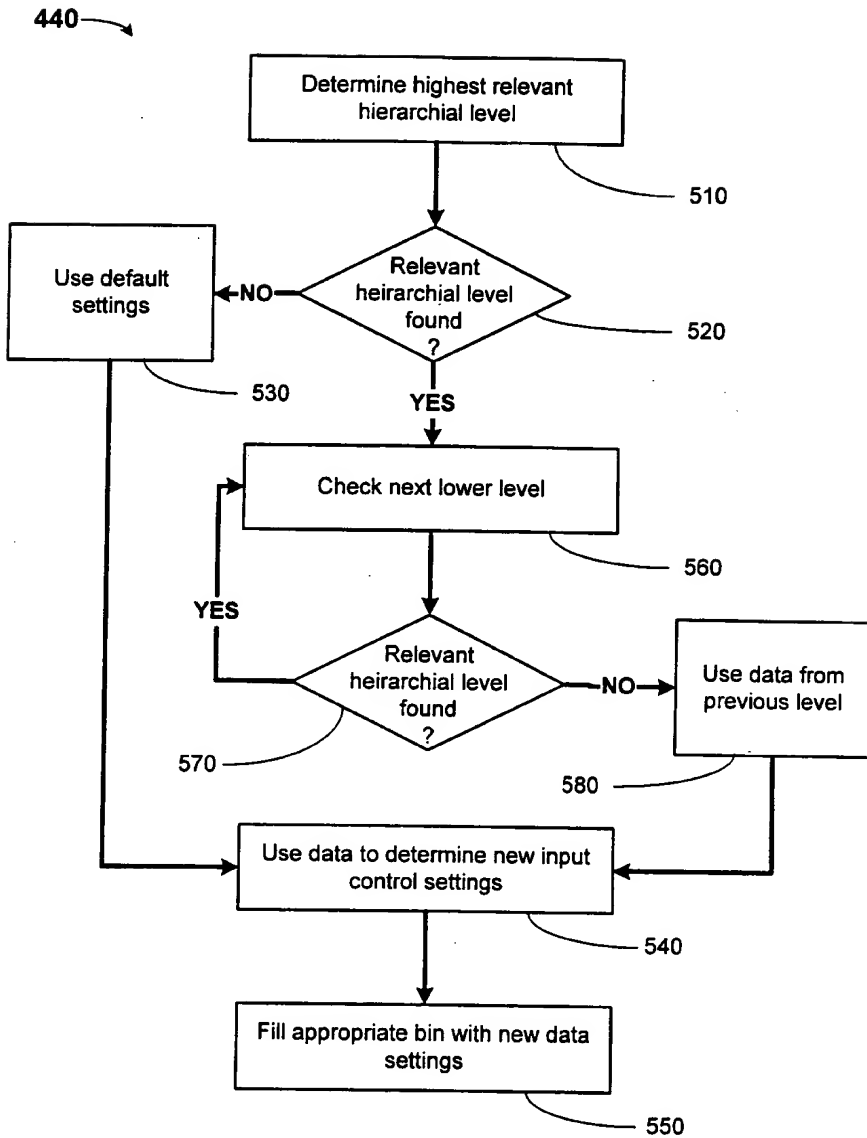 440
Determine highest relevant
hierarchial level
510
Relevant
heirarchial level
found
?
520
NO
Use default
settings
530
YES
Check next lower level
560
YES
Relevant
heirarchial level
found
?
570
NO
Use data from
previous level
580
Use data to determine new input
control settings
540
Fill appropriate bin with new data
settings
550